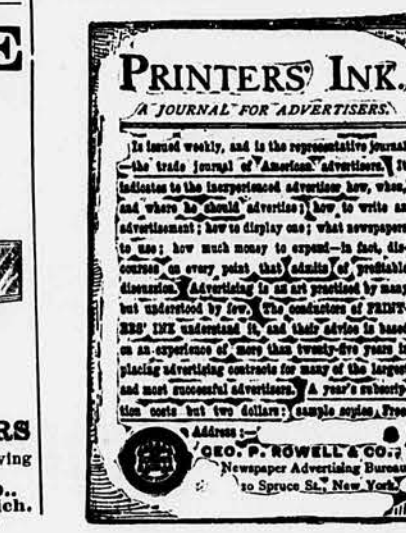 E
RS
ving
ich.
PRINTERS' INK.
A JOURNAL FOR ADVERTISERS.
Is issued weekly, and is the representative journal
—the trade journal of American advertisers. It
indicates to the inexperienced advertiser how, when,
and where he should advertise; how to write an
advertisement; how to display one; what newspapers
to use; how much money to expend—in fact, dis-
courses on every point that admits of profitable
discussion. Advertising is an art practised by many
but understood by few. The conductors of PRINT-
ERS' INK understand it, and their advice is based
on an experience of more than twenty-five years in
placing advertising contracts for many of the largest
and most successful advertisers. A year's subscrip-
tion costs but two dollars; sample copies Free
Address :—
GEO. P. ROWELL & CO.,
Newspaper Advertising Bureau
10 Spruce St., New York.